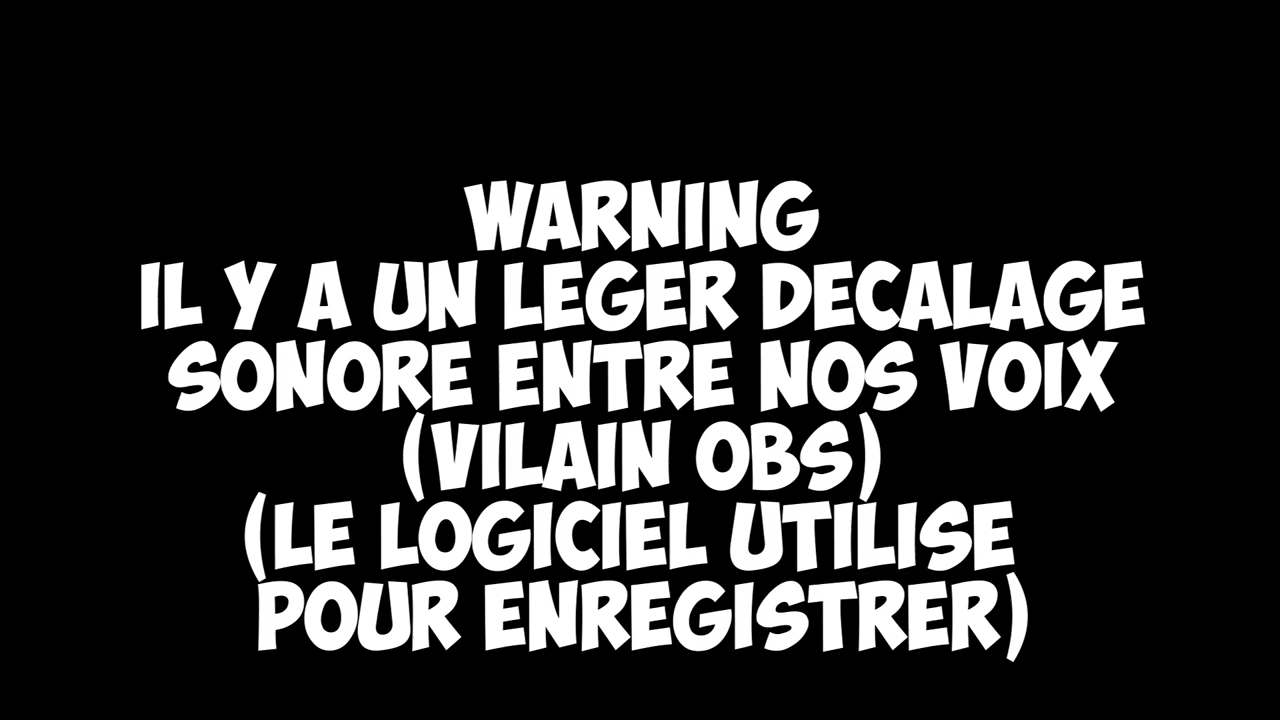 WARNING
IL Y A UN LEGER DECALAGE
SONORE ENTRE NOS VOIX
(VILAIN OBS)
(LE LOGICIEL UTILISE
POUR ENREGISTRER)